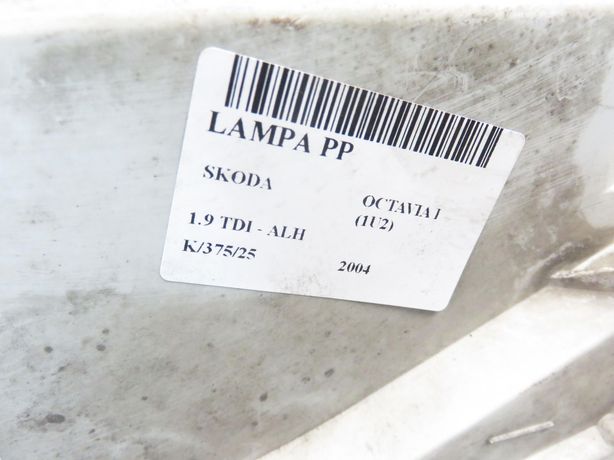 LAMPA PP
SKODA
OCTAVIA I
(1U2)
1.9 TDI - ALH
K/375/25
2004